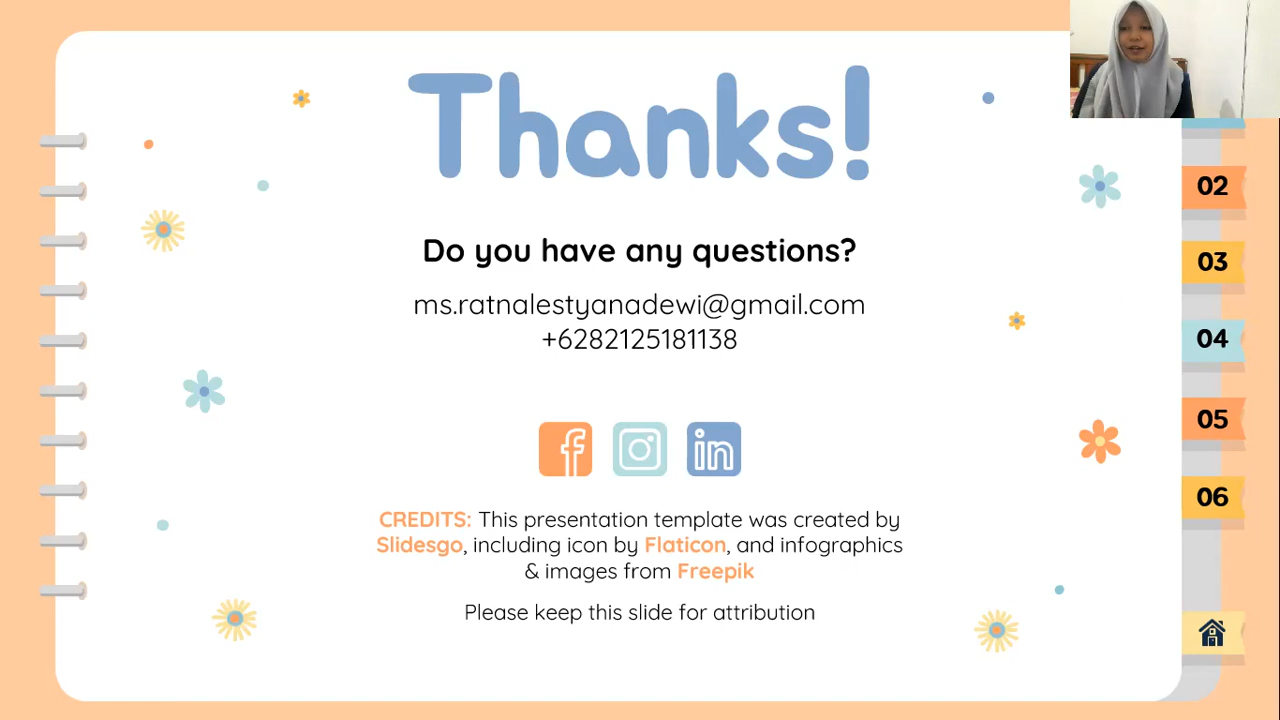 Thanks!
Do you have any questions?
ms.ratnalestyanadewi@gmail.com
+6282125181138
CREDITS: This presentation template was created by
Slidesgo, including icon by Flaticon, and infographics
& images from Freepik
Please keep this slide for attribution
02
03
04
05
06